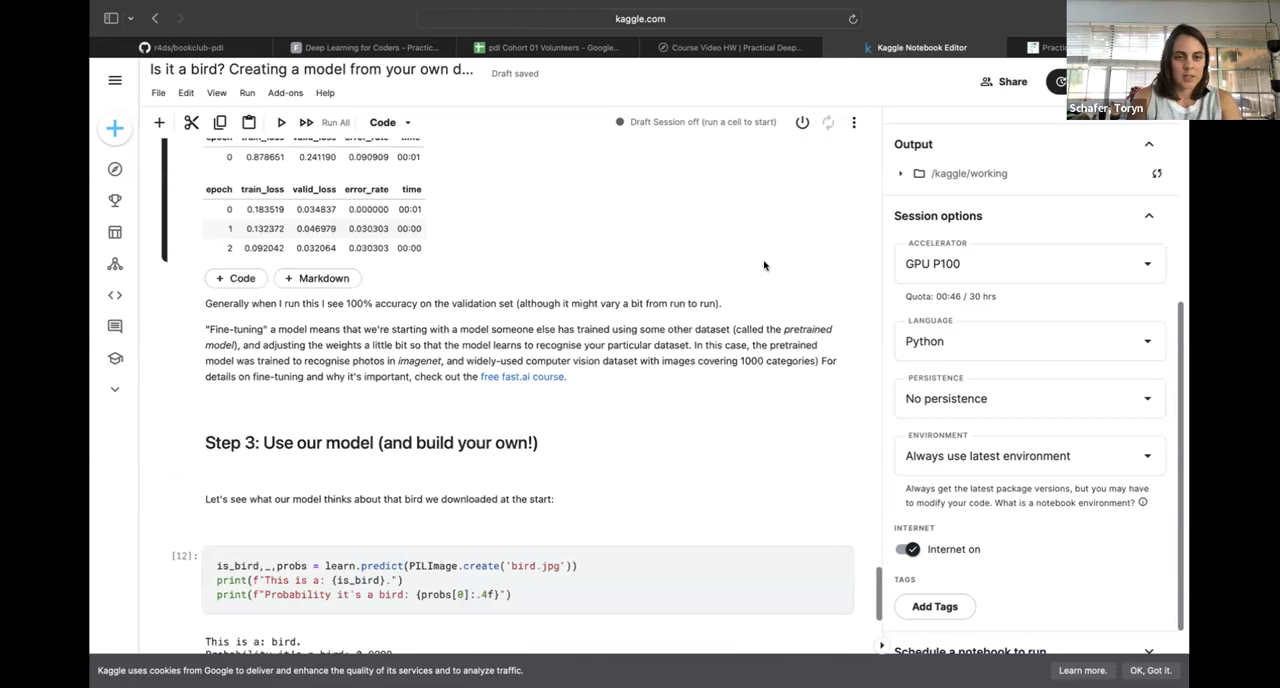 kaggle.com
r4ds/bookclub-pdl
Deep Learning for Coders - Practic...
pdl Cohort 01 Volunteers - Google...
Course Video HW | Practical Deep...
Kaggle Notebook Editor
Practic
Is it a bird? Creating a model from your own d...
Draft saved
Share
File Edit View Run Add-ons Help
Schafer, Toryn
Run All
Code
Draft Session off (run a cell to start)
epoch train_loss valid_loss error_rate time
0 0.878651 0.241190 0.090909 00:01
epoch train_loss valid_loss error_rate time
0 0.183519 0.034837 0.000000 00:01
1 0.132372 0.046979 0.030303 00:00
2 0.092042 0.032064 0.030303 00:00
+ Code
+ Markdown
Generally when I run this I see 100% accuracy on the validation set (although it might vary a bit from run to run).
"Fine-tuning" a model means that we're starting with a model someone else has trained using some other dataset (called the pretrained
model), and adjusting the weights a little bit so that the model learns to recognise your particular dataset. In this case, the pretrained
model was trained to recognise photos in imagenet, and widely-used computer vision dataset with images covering 1000 categories) For
details on fine-tuning and why it's important, check out the free fast.ai course.
Step 3: Use our model (and build your own!)
Let's see what our model thinks about that bird we downloaded at the start:
[12]:
is_bird,_,probs = learn.predict(PILImage.create('bird.jpg'))
print(f"This is a: {is_bird}.")
print(f"Probability it's a bird: {probs[0]:.4f}")
This is a: bird.
Output
/kaggle/working
Session options
ACCELERATOR
GPU P100
Quota: 00:46 / 30 hrs
LANGUAGE
Python
PERSISTENCE
No persistence
ENVIRONMENT
Always use latest environment
Always get the latest package versions, but you may have
to modify your code. What is a notebook environment?
INTERNET
Internet on
TAGS
Add Tags
Schedule a notebook to run
Kaggle uses cookies from Google to deliver and enhance the quality of its services and to analyze traffic.
Learn more.
OK, Got it.